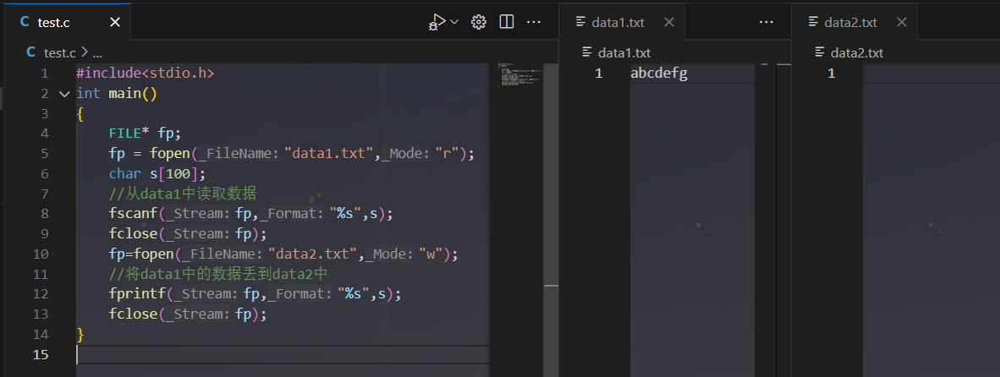 test.c
data1.txt
data2.txt
test.c > ...
data1.txt
data2.txt
1 #include<stdio.h>
2 int main()
3 {
4 FILE* fp;
5 fp = fopen(_FileName: "data1.txt",_Mode: "r");
6 char s[100];
7 //从data1中读取数据
8 fscanf(_Stream: fp,_Format: "%s",s);
9 fclose(_Stream: fp);
10 fp=fopen(_FileName: "data2.txt",_Mode: "w");
11 //将data1中的数据丢到data2中
12 fprintf(_Stream: fp,_Format: "%s",s);
13 fclose(_Stream: fp);
14 }
15
1 abcdefg
1